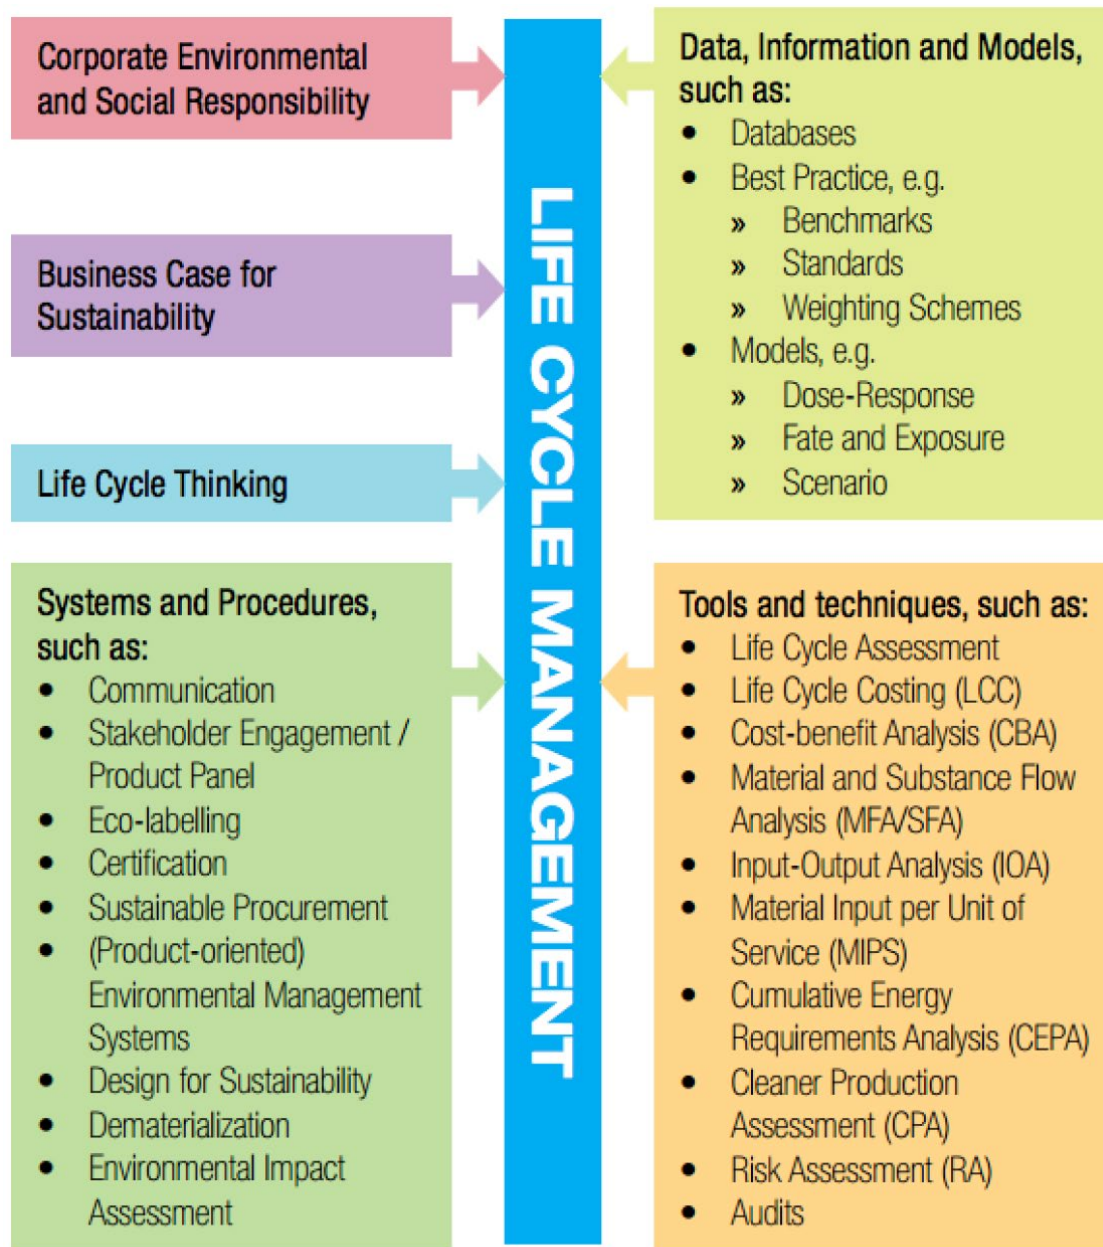 Corporate Environmental
and Social Responsibility
Business Case for
Sustainability
Life Cycle Thinking
Systems and Procedures,
such as:
• Communication
• Stakeholder Engagement /
Product Panel
• Eco-labelling
• Certification
• Sustainable Procurement
• (Product-oriented)
Environmental Management
Systems
• Design for Sustainability
• Dematerialization
• Environmental Impact
Assessment
LIFE CYCLE MANAGEMENT
Data, Information and Models,
such as:
• Databases
• Best Practice, e.g.
» Benchmarks
» Standards
» Weighting Schemes
• Models, e.g.
» Dose-Response
» Fate and Exposure
» Scenario
Tools and techniques, such as:
• Life Cycle Assessment
• Life Cycle Costing (LCC)
• Cost-benefit Analysis (CBA)
• Material and Substance Flow
Analysis (MFA/SFA)
• Input-Output Analysis (IOA)
• Material Input per Unit of
Service (MIPS)
• Cumulative Energy
Requirements Analysis (CEPA)
• Cleaner Production
Assessment (CPA)
• Risk Assessment (RA)
• Audits